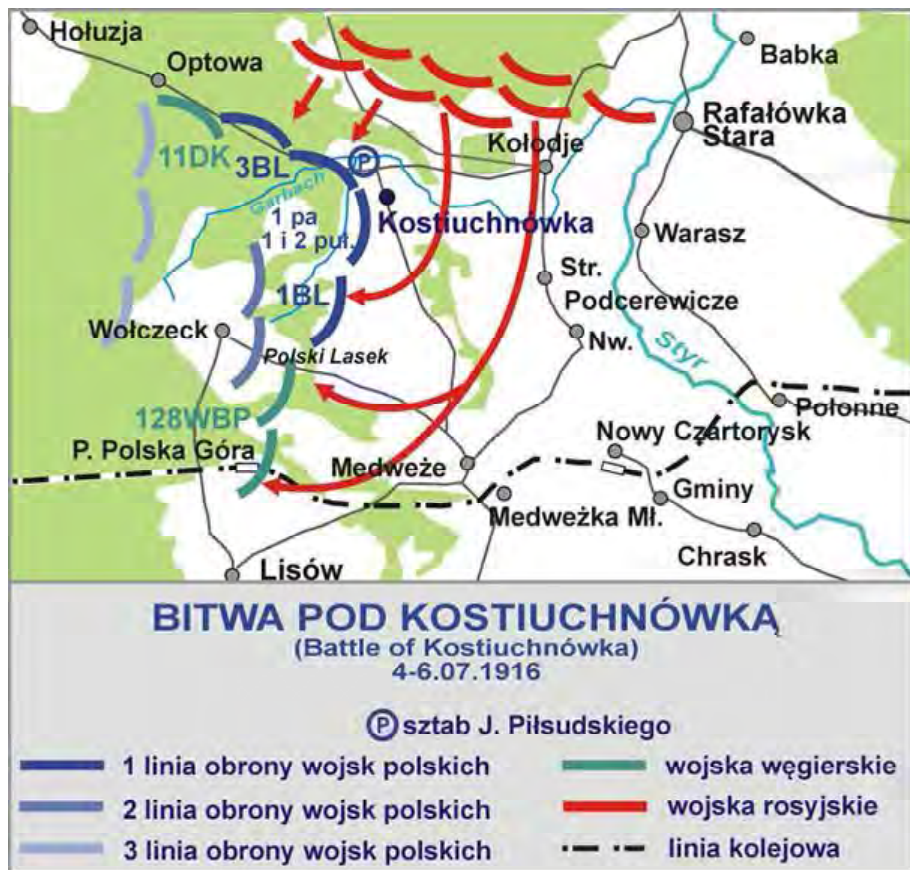 Hołuzja
Optowa
Babka
Rafałówka
Stara
Kołodje
11DK
3BL
P
Garbach
1 pa
1 i 2 puł.
Kostiuchnówka
Warasz
1BL
Str.
Podcerewicze
Nw.
Wołczeck
Polski Lasek
Styr
128WBP
Połonne
P. Polska Góra
Medweże
Nowy Czartorysk
Gminy
Medweżka Mł.
Chrask
Lisów
BITWA POD KOSTIUCHNÓWKĄ
(Battle of Kostiuchnówka)
4-6.07.1916
P sztab J. Piłsudskiego
1 linia obrony wojsk polskich
wojska węgierskie
2 linia obrony wojsk polskich
wojska rosyjskie
3 linia obrony wojsk polskich
linia kolejowa